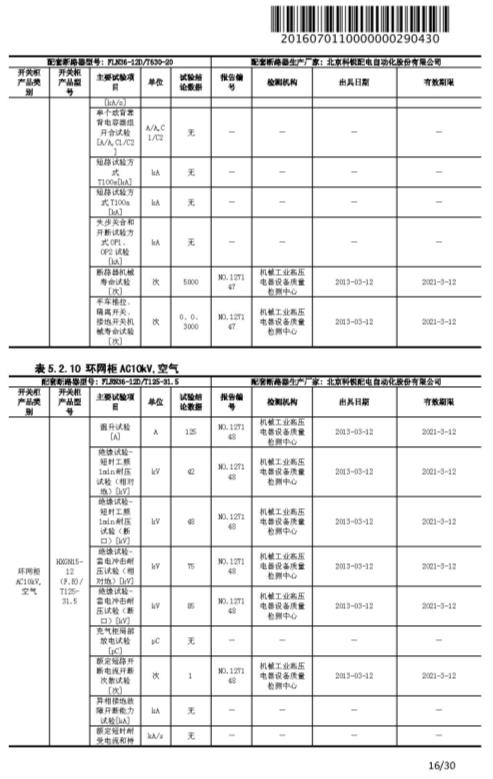 2016070110000000290430
配套断路器型号: FLN36-12D/T630-20 配套断路器生产厂家: 北京科锐配电自动化股份有限公司
开关柜产品类别 开关柜产品型号 主要试验项目 单位 试验结论数据 报告编号 检测机构 出具日期 有效期限
[kA/s]
单个或背靠背电容器组开合试验[A/A,C1/C2] A/A,C1/C2 无 — — — —
短路试验方式T100s[kA] kA 无 — — — —
短路试验方式T100a[kA] kA 无 — — — —
失步关合和开断试验方式OP1、OP2试验[kA] kA 无 — — — —
断路器机械寿命试验[次] 次 5000 NO.127147 机械工业高压电器设备质量检测中心 2013-03-12 2021-3-12
手车推拉、隔离开关、接地开关机械寿命试验[次] 次 0、0、3000 NO.127147 机械工业高压电器设备质量检测中心 2013-03-12 2021-3-12
表 5.2.10 环网柜 AC10kV,空气
配套断路器型号: FLRN36-12D/T125-31.5 配套断路器生产厂家: 北京科锐配电自动化股份有限公司
开关柜产品类别 开关柜产品型号 主要试验项目 单位 试验结论数据 报告编号 检测机构 出具日期 有效期限
环网柜AC10kV,空气 HXGN15-12(F.R)/T125-31.5
温升试验[A] A 125 NO.127148 机械工业高压电器设备质量检测中心 2013-03-12 2021-3-12
绝缘试验-短时工频1min耐压试验(相对地)[kV] kV 42 NO.127148 机械工业高压电器设备质量检测中心 2013-03-12 2021-3-12
绝缘试验-短时工频1min耐压试验(断口)[kV] kV 48 NO.127148 机械工业高压电器设备质量检测中心 2013-03-12 2021-3-12
绝缘试验-雷电冲击耐压试验(相对地)[kV] kV 75 NO.127148 机械工业高压电器设备质量检测中心 2013-03-12 2021-3-12
绝缘试验-雷电冲击耐压试验(断口)[kV] kV 85 NO.127148 机械工业高压电器设备质量检测中心 2013-03-12 2021-3-12
充气柜局部放电试验[pC] pC 无 — — — —
额定短路开断电流开断次数试验[次] 次 1 NO.127148 机械工业高压电器设备质量检测中心 2013-03-12 2021-3-12
异相接地故障开断能力试验[kA] kA 无 — — — —
额定短时耐受电流和持 kA/s 无 — — — —
16/30